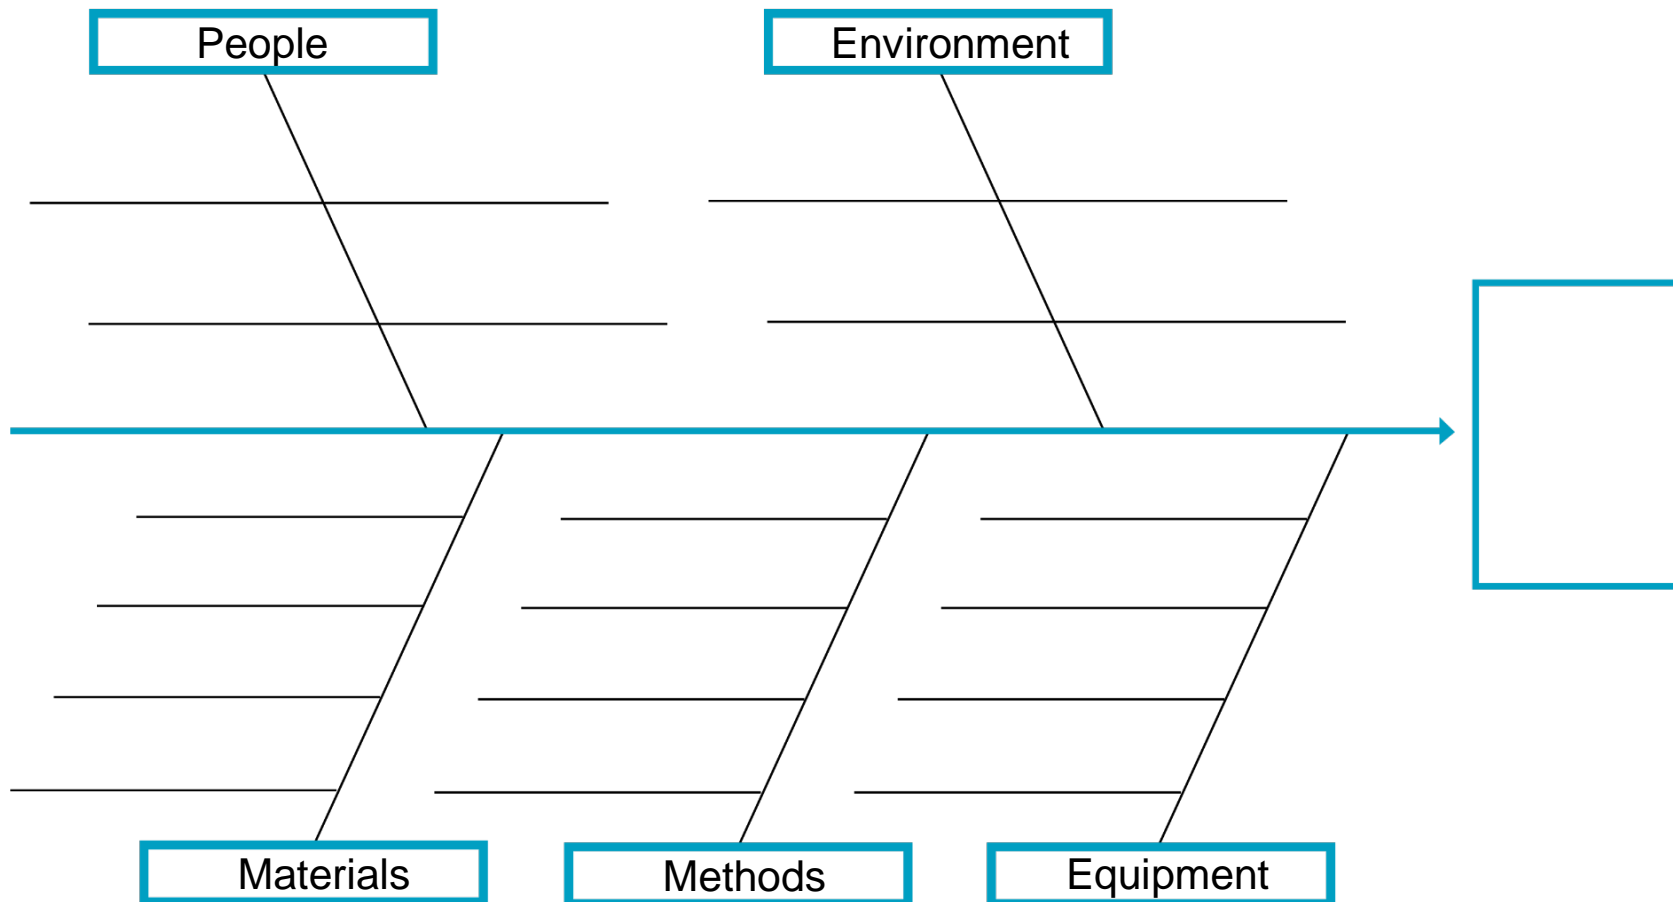 People
Environment
Materials
Methods
Equipment